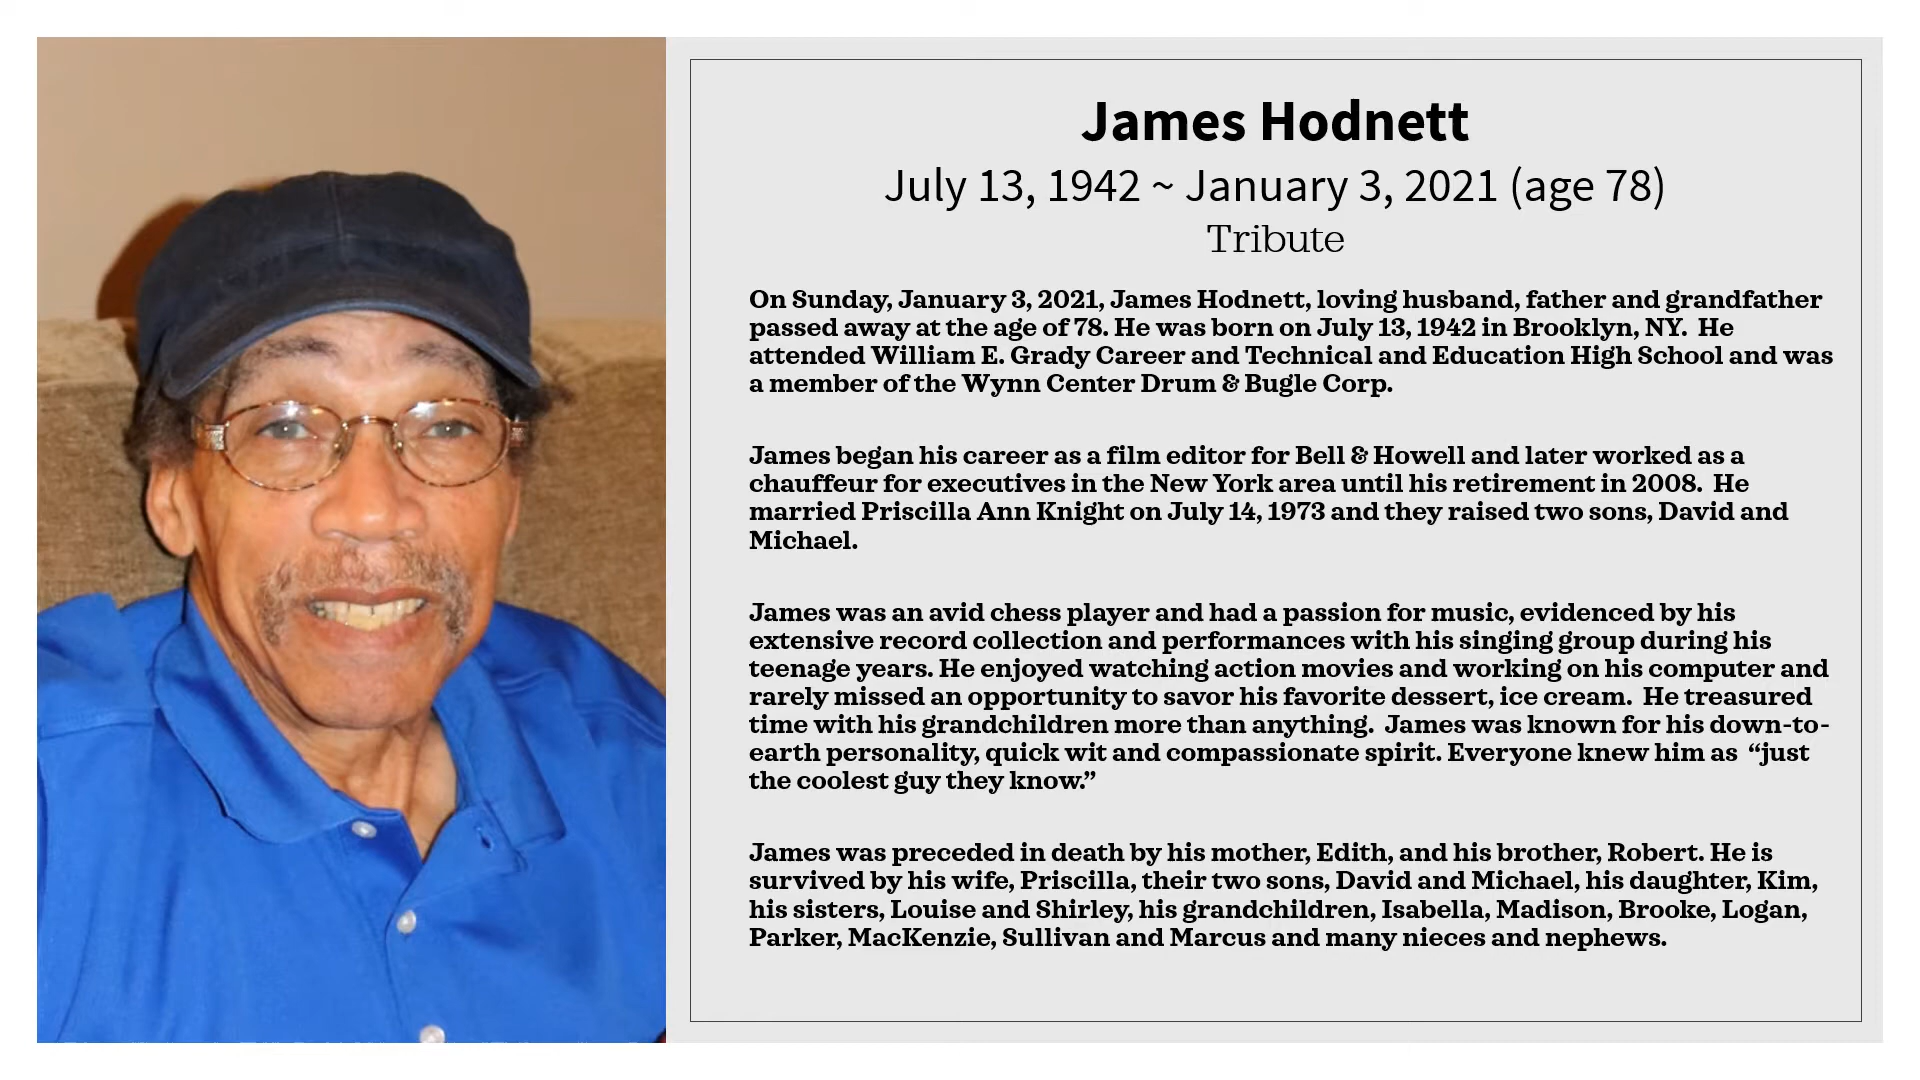 James Hodnett
July 13, 1942 ~ January 3, 2021 (age 78)
Tribute
On Sunday, January 3, 2021, James Hodnett, loving husband, father and grandfather
passed away at the age of 78. He was born on July 13, 1942 in Brooklyn, NY.  He
attended William E. Grady Career and Technical and Education High School and was
a member of the Wynn Center Drum & Bugle Corp.
James began his career as a film editor for Bell & Howell and later worked as a
chauffeur for executives in the New York area until his retirement in 2008.  He
married Priscilla Ann Knight on July 14, 1973 and they raised two sons, David and
Michael.
James was an avid chess player and had a passion for music, evidenced by his
extensive record collection and performances with his singing group during his
teenage years. He enjoyed watching action movies and working on his computer and
rarely missed an opportunity to savor his favorite dessert, ice cream.  He treasured
time with his grandchildren more than anything.  James was known for his down-to-
earth personality, quick wit and compassionate spirit. Everyone knew him as  “just
the coolest guy they know.”
James was preceded in death by his mother, Edith, and his brother, Robert. He is
survived by his wife, Priscilla, their two sons, David and Michael, his daughter, Kim,
his sisters, Louise and Shirley, his grandchildren, Isabella, Madison, Brooke, Logan,
Parker, MacKenzie, Sullivan and Marcus and many nieces and nephews.